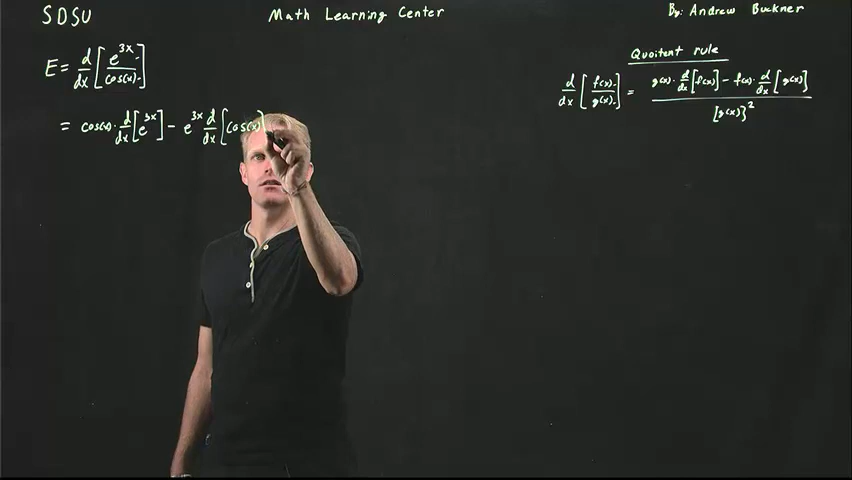 SDSU
Math Learning Center
By: Andrew Buckner
E = d/dx [ e^3x / cos(x) ]
= cos(x) · d/dx [ e^3x ] − e^3x d/dx [ cos(x) ]
Quoitent rule
d/dx [ f(x) / g(x) ] = g(x) · d/dx [f(x)] − f(x) · d/dx [g(x)] / [g(x)}^2